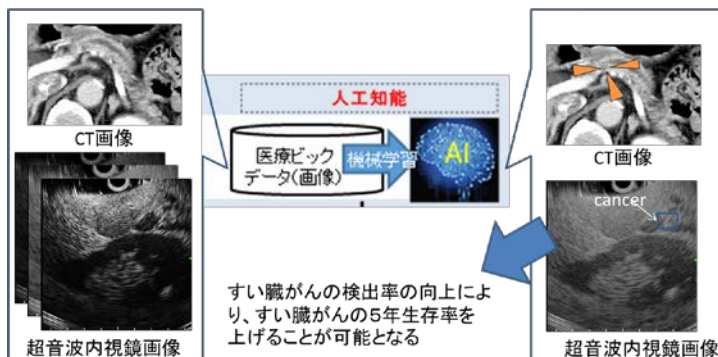 CT画像
超音波内視鏡画像
人工知能
医療ビック
データ(画像)
機械学習
AI
CT画像
cancer
超音波内視鏡画像
すい臓がんの検出率の向上によ
り、すい臓がんの5年生存率を
上げることが可能となる